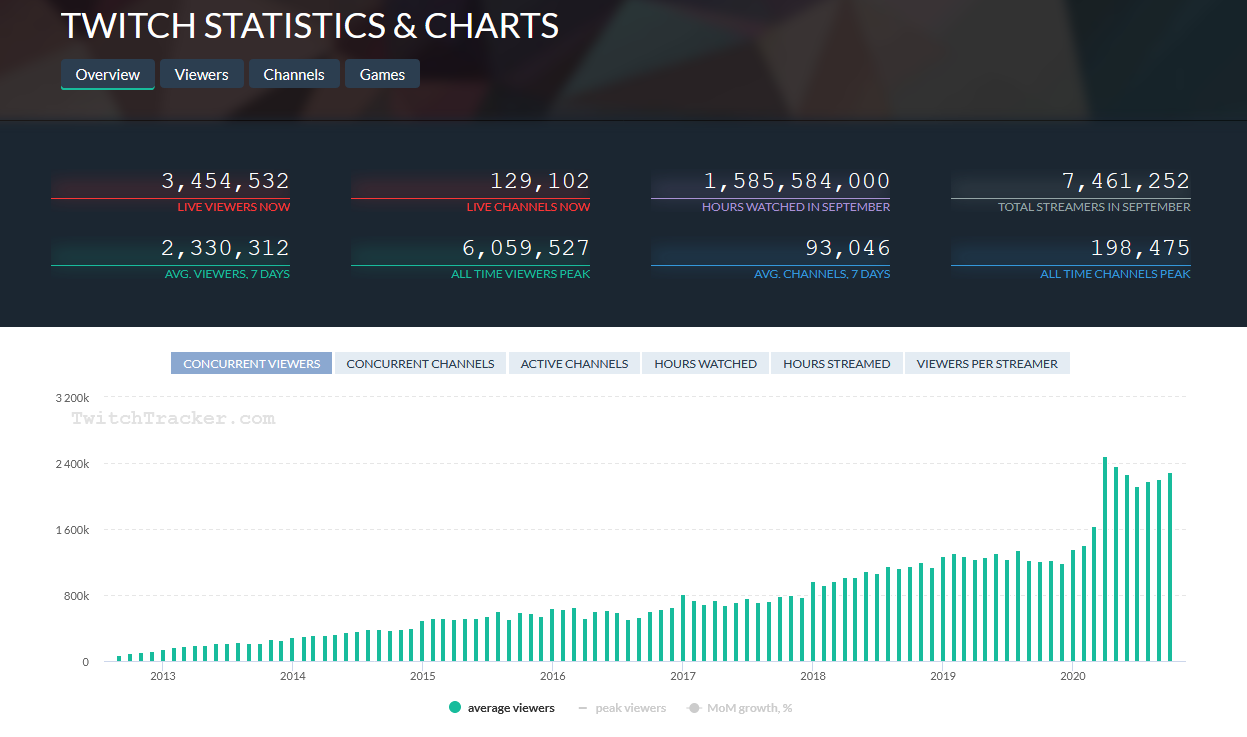 TWITCH STATISTICS & CHARTS
Overview Viewers Channels Games
3,454,532 129,102 1,585,584,000 7,461,252
LIVE VIEWERS NOW LIVE CHANNELS NOW HOURS WATCHED IN SEPTEMBER TOTAL STREAMERS IN SEPTEMBER
2,330,312 6,059,527 93,046 198,475
AVG. VIEWERS, 7 DAYS ALL TIME VIEWERS PEAK AVG. CHANNELS, 7 DAYS ALL TIME CHANNELS PEAK
CONCURRENT VIEWERS CONCURRENT CHANNELS ACTIVE CHANNELS HOURS WATCHED HOURS STREAMED VIEWERS PER STREAMER
3 200k
TwitchTracker.com
2 400k
1 600k
800k
0
2013 2014 2015 2016 2017 2018 2019 2020
average viewers peak viewers MoM growth, %